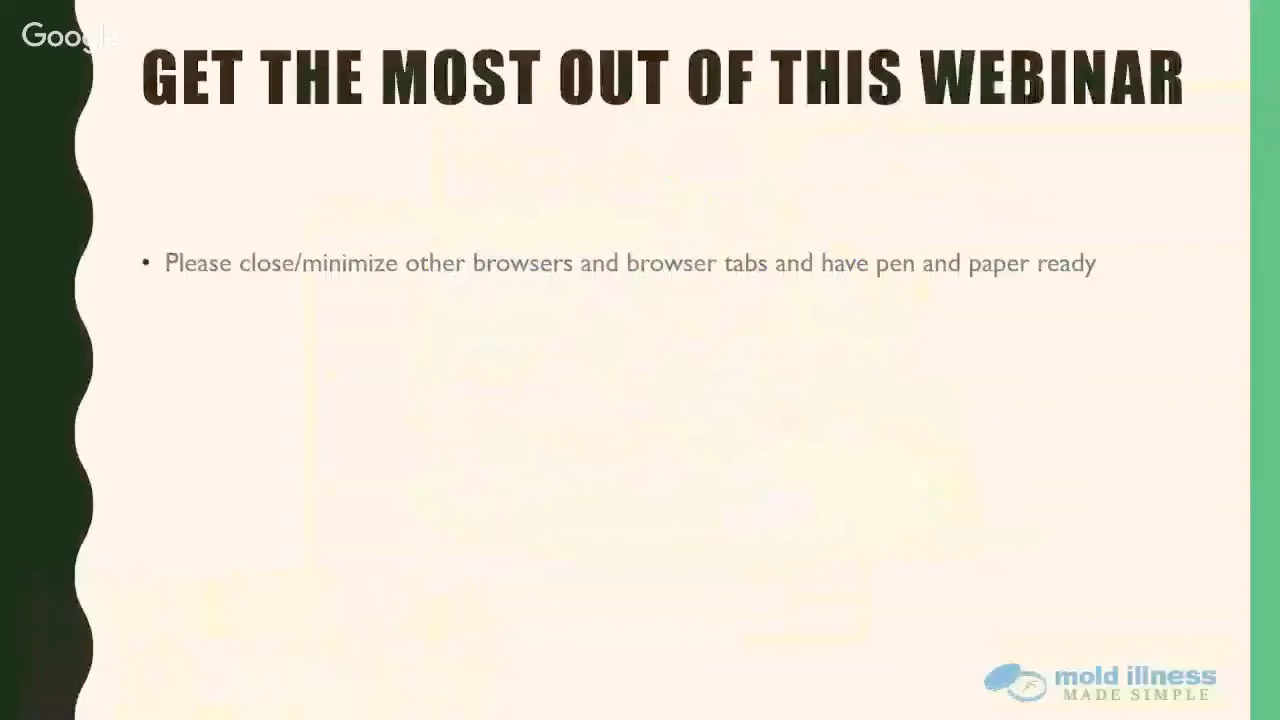 Google
GET THE MOST OUT OF THIS WEBINAR
• Please close/minimize other browsers and browser tabs and have pen and paper ready
mold illness
MADE SIMPLE